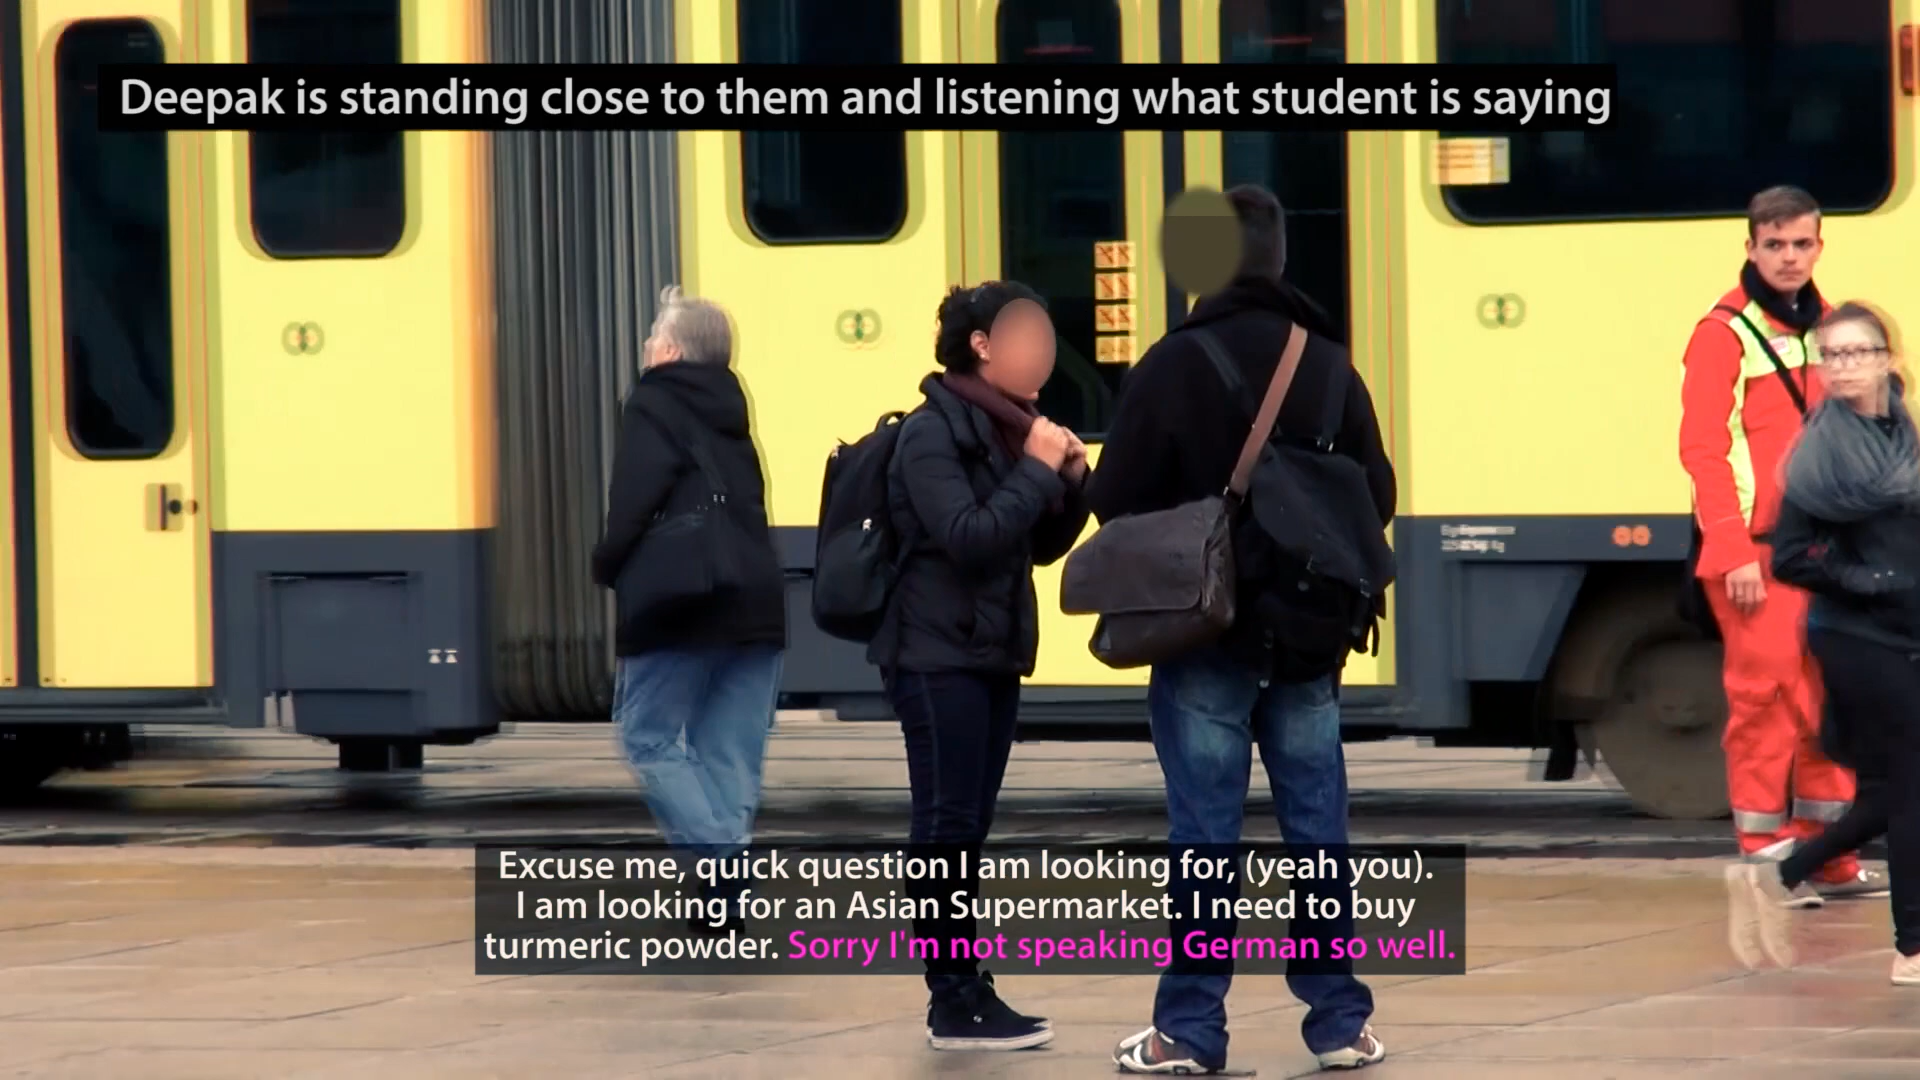 Deepak is standing close to them and listening what student is saying
Excuse me, quick question I am looking for, (yeah you).
I am looking for an Asian Supermarket. I need to buy
turmeric powder. Sorry I'm not speaking German so well.